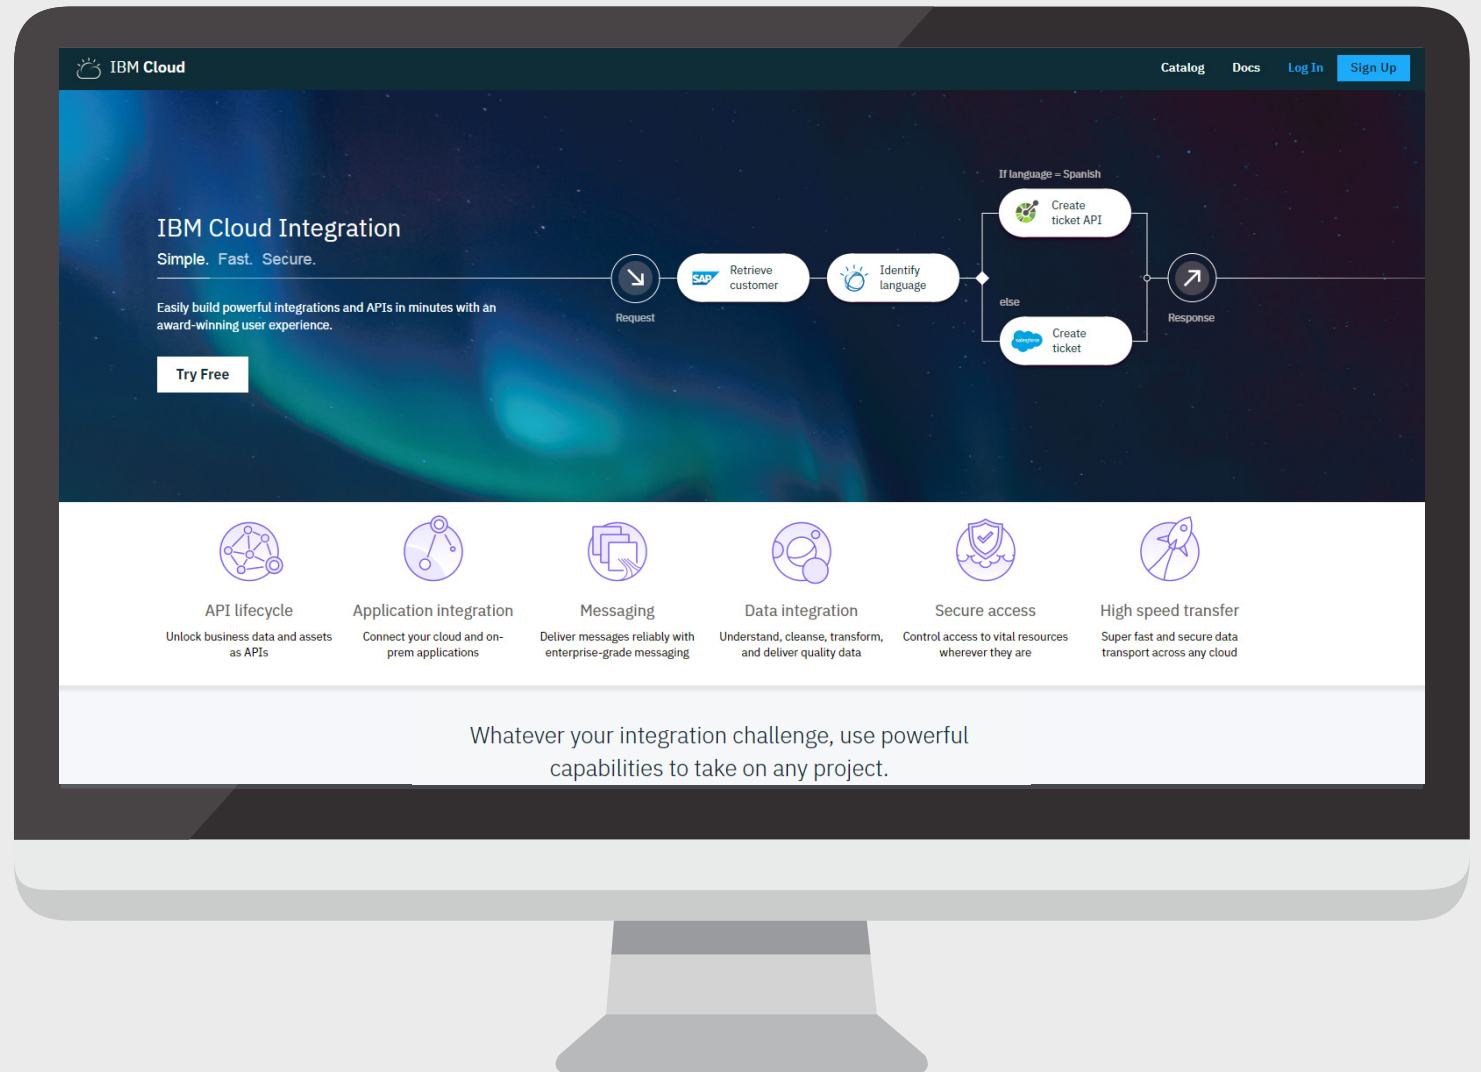 IBM Cloud
Catalog Docs Log In Sign Up
IBM Cloud Integration
Simple. Fast. Secure.
Easily build powerful integrations and APIs in minutes with an
award-winning user experience.
Try Free
Request
SAP
Retrieve
customer
Identify
language
If language = Spanish
Create
ticket API
else
salesforce
Create
ticket
Response
API lifecycle
Unlock business data and assets
as APIs
Application integration
Connect your cloud and on-
prem applications
Messaging
Deliver messages reliably with
enterprise-grade messaging
Data integration
Understand, cleanse, transform,
and deliver quality data
Secure access
Control access to vital resources
wherever they are
High speed transfer
Super fast and secure data
transport across any cloud
Whatever your integration challenge, use powerful
capabilities to take on any project.